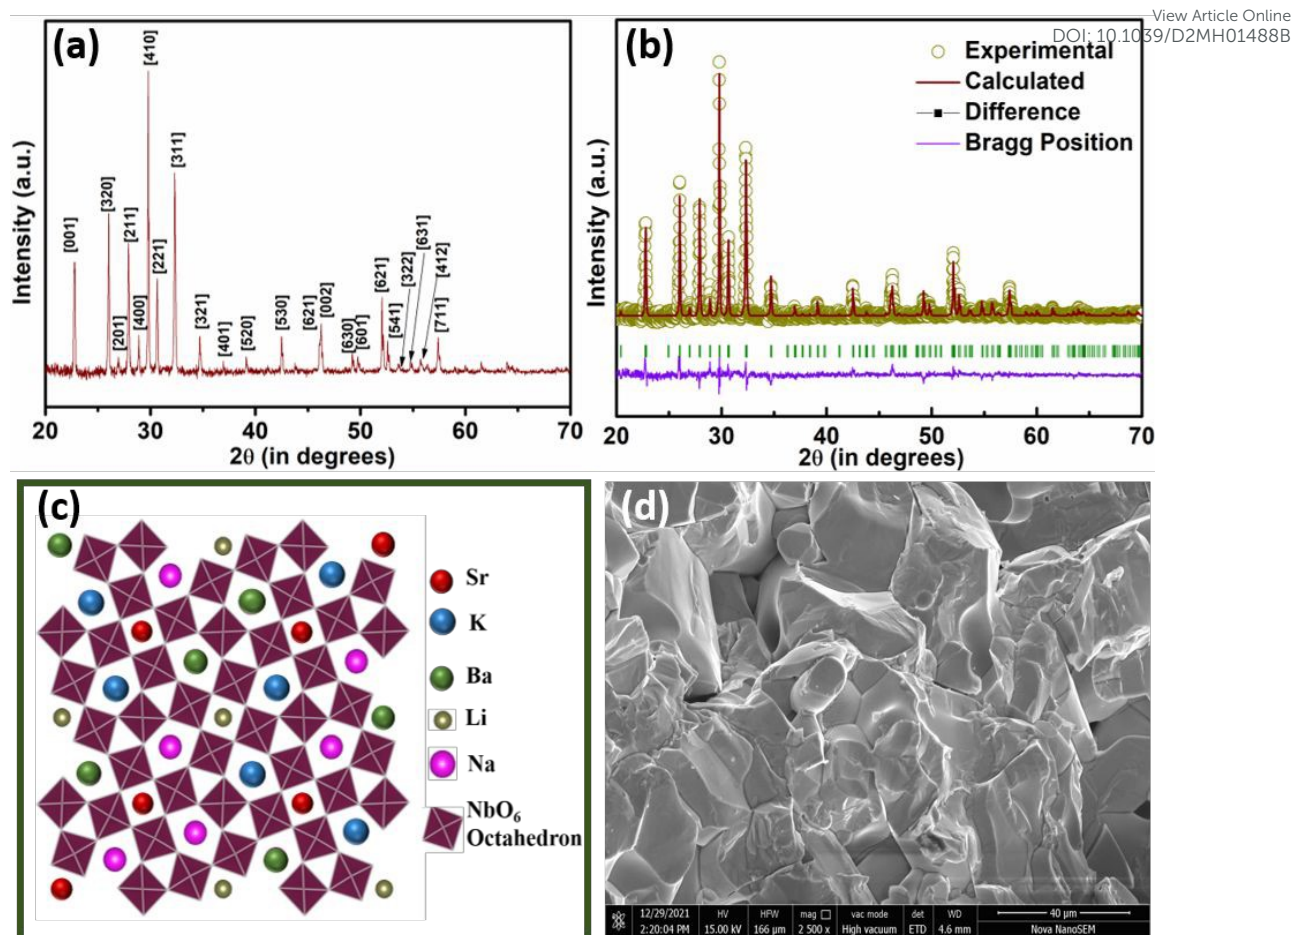 View Article Online
DOI: 10.1039/D2MH01488B
(a)
[001]
[320]
[201]
[211]
[400]
[410]
[221]
[311]
[321]
[401]
[520]
[530]
[621]
[002]
[630]
[601]
[621]
[541]
[322]
[631]
[412]
[711]
Intensity (a.u.)
20 30 40 50 60 70
2θ (in degrees)
(b)
Experimental
Calculated
Difference
Bragg Position
Intensity (a.u.)
20 30 40 50 60 70
2θ (in degrees)
(c)
Sr
K
Ba
Li
Na
NbO6
Octahedron
(d)
12/29/2021 HV HFW mag vac mode det WD 40 µm
2:20:04 PM 15.00 kV 166 µm 2 500 x High vacuum ETD 4.6 mm Nova NanoSEM